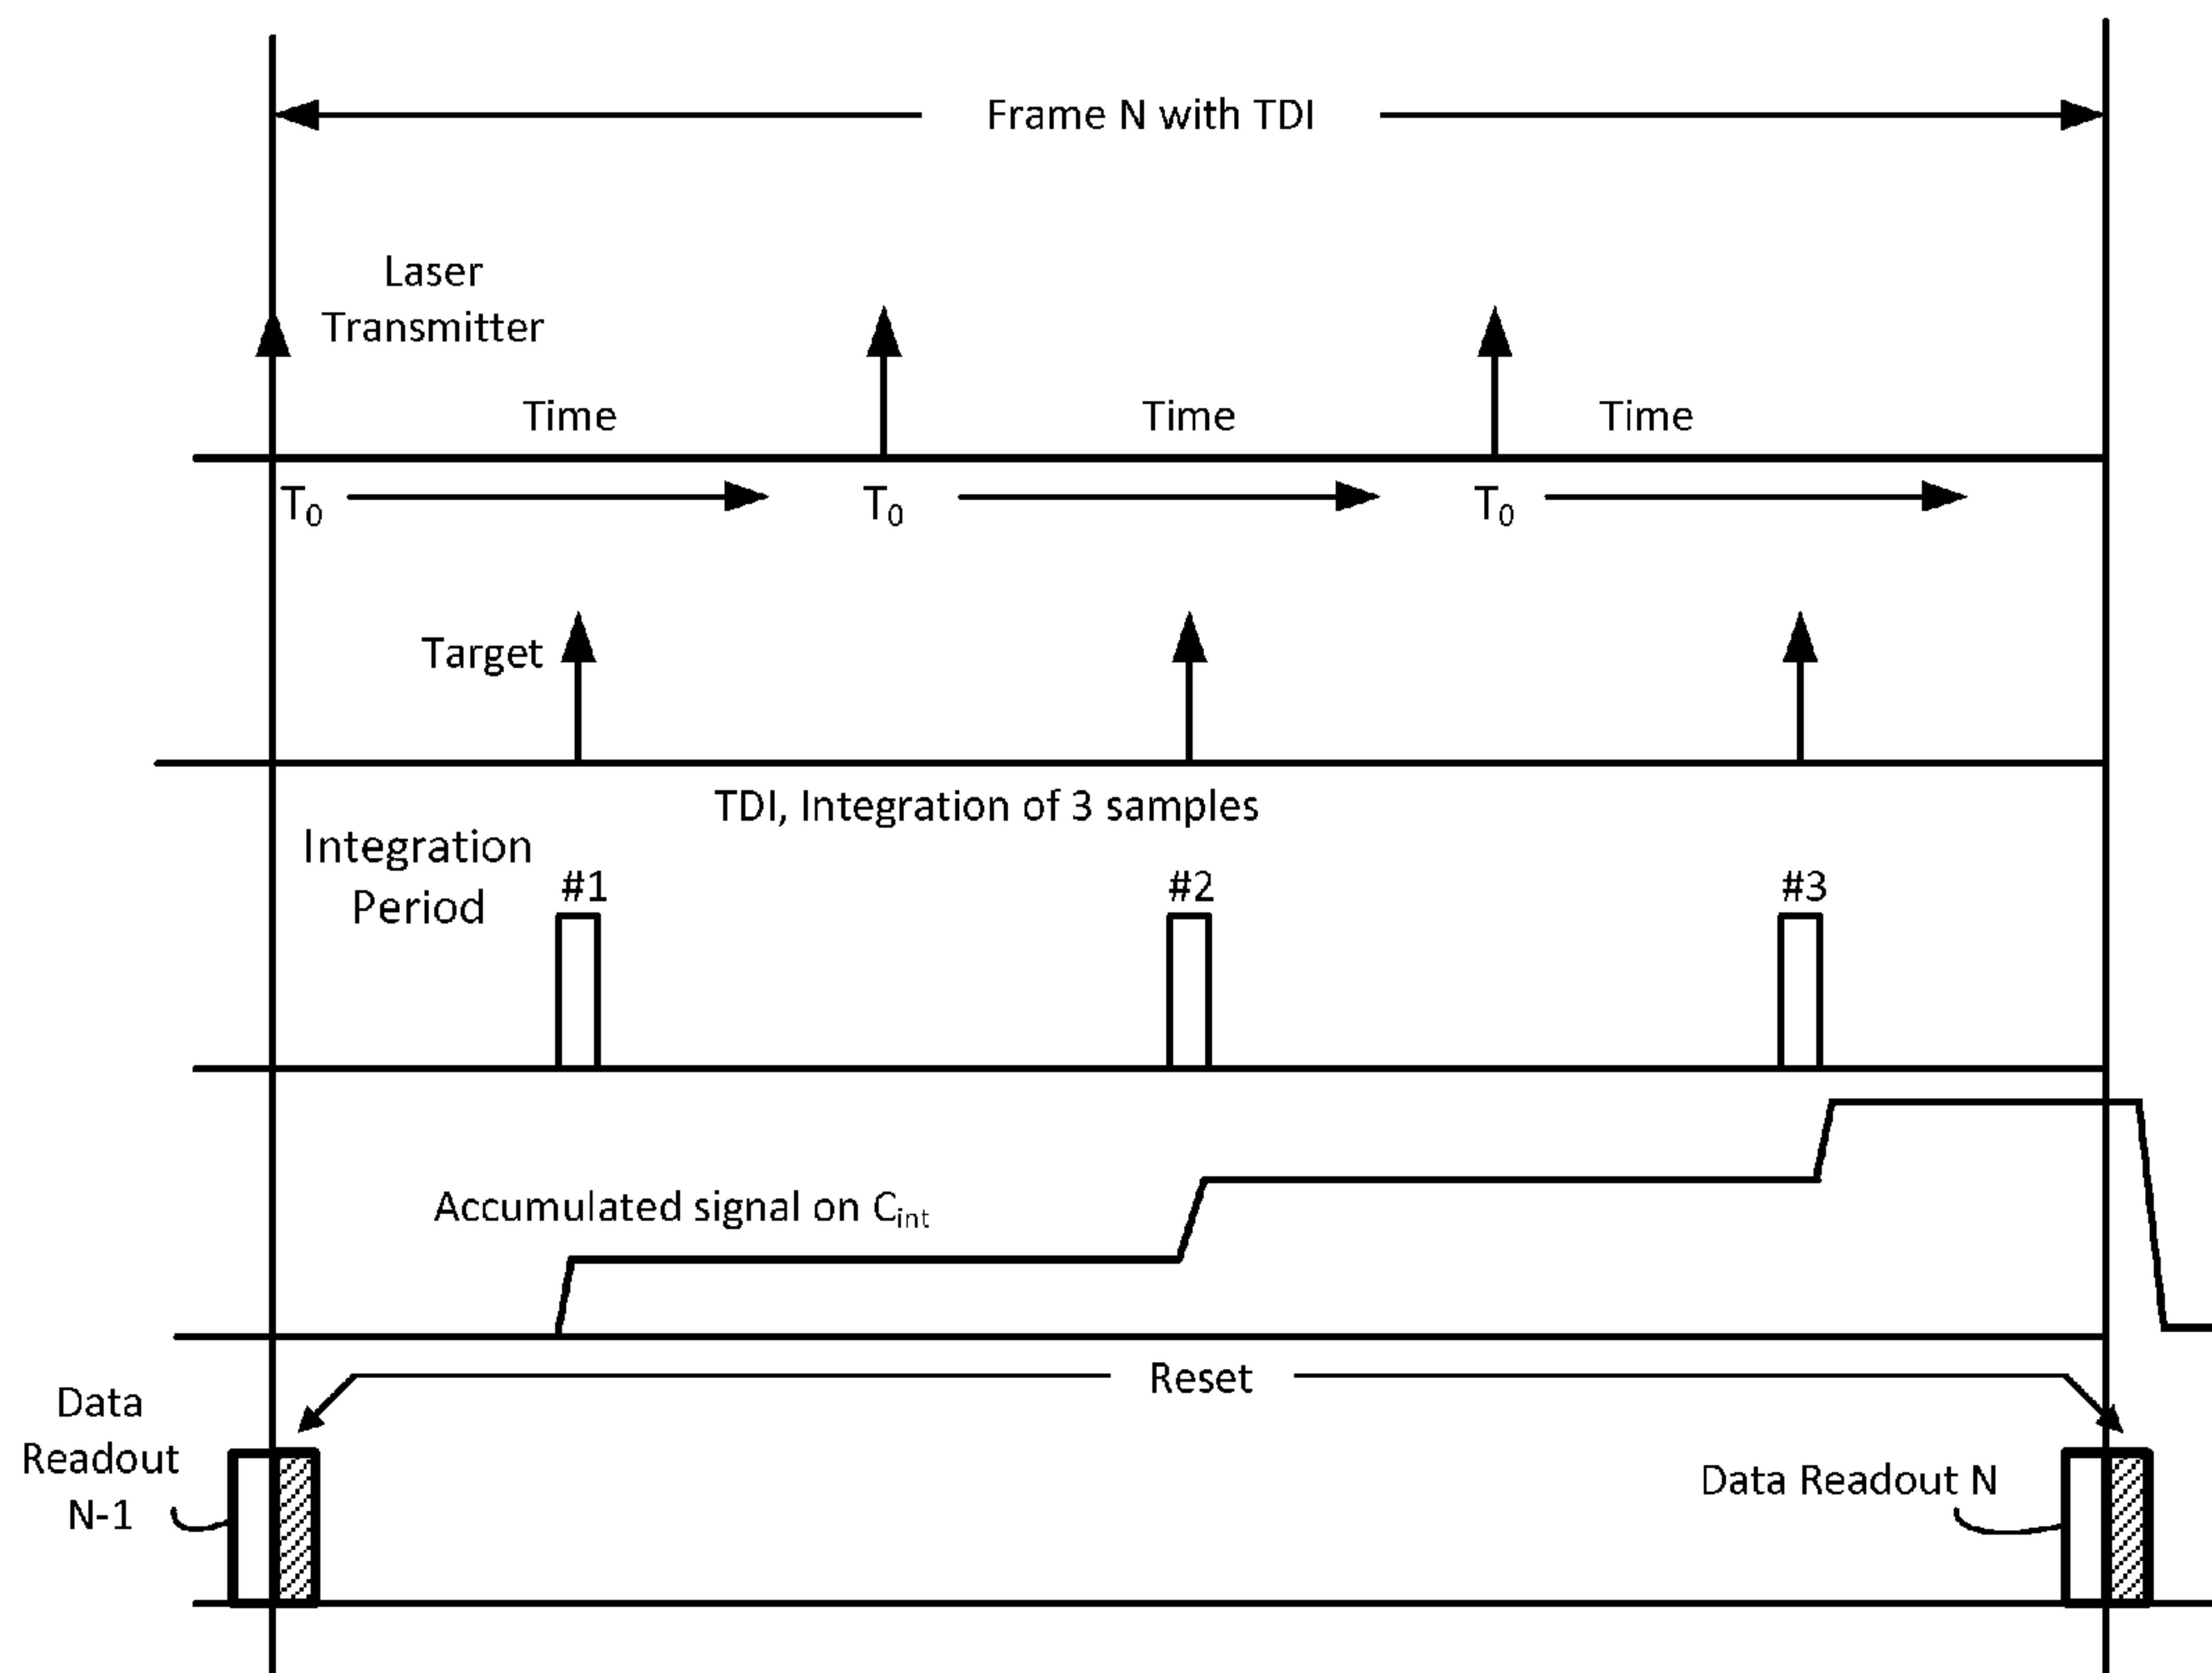 Frame N with TDI
Laser
Transmitter
Time Time Time
T₀ T₀ T₀
Target
TDI, Integration of 3 samples
Integration
Period
#1 #2 #3
Accumulated signal on Cᵢₙₜ
Reset
Data
Readout
N-1
Data Readout N